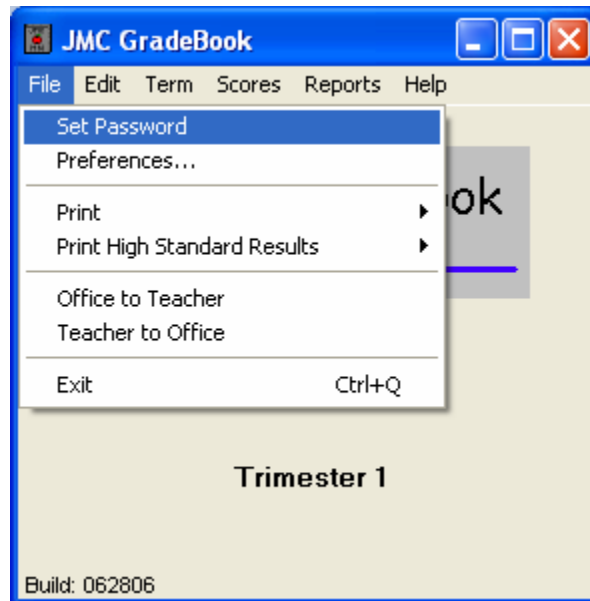 JMC GradeBook
File Edit Term Scores Reports Help
Set Password
Preferences...
ook
Print
Print High Standard Results
Office to Teacher
Teacher to Office
Exit Ctrl+Q
Trimester 1
Build: 062806